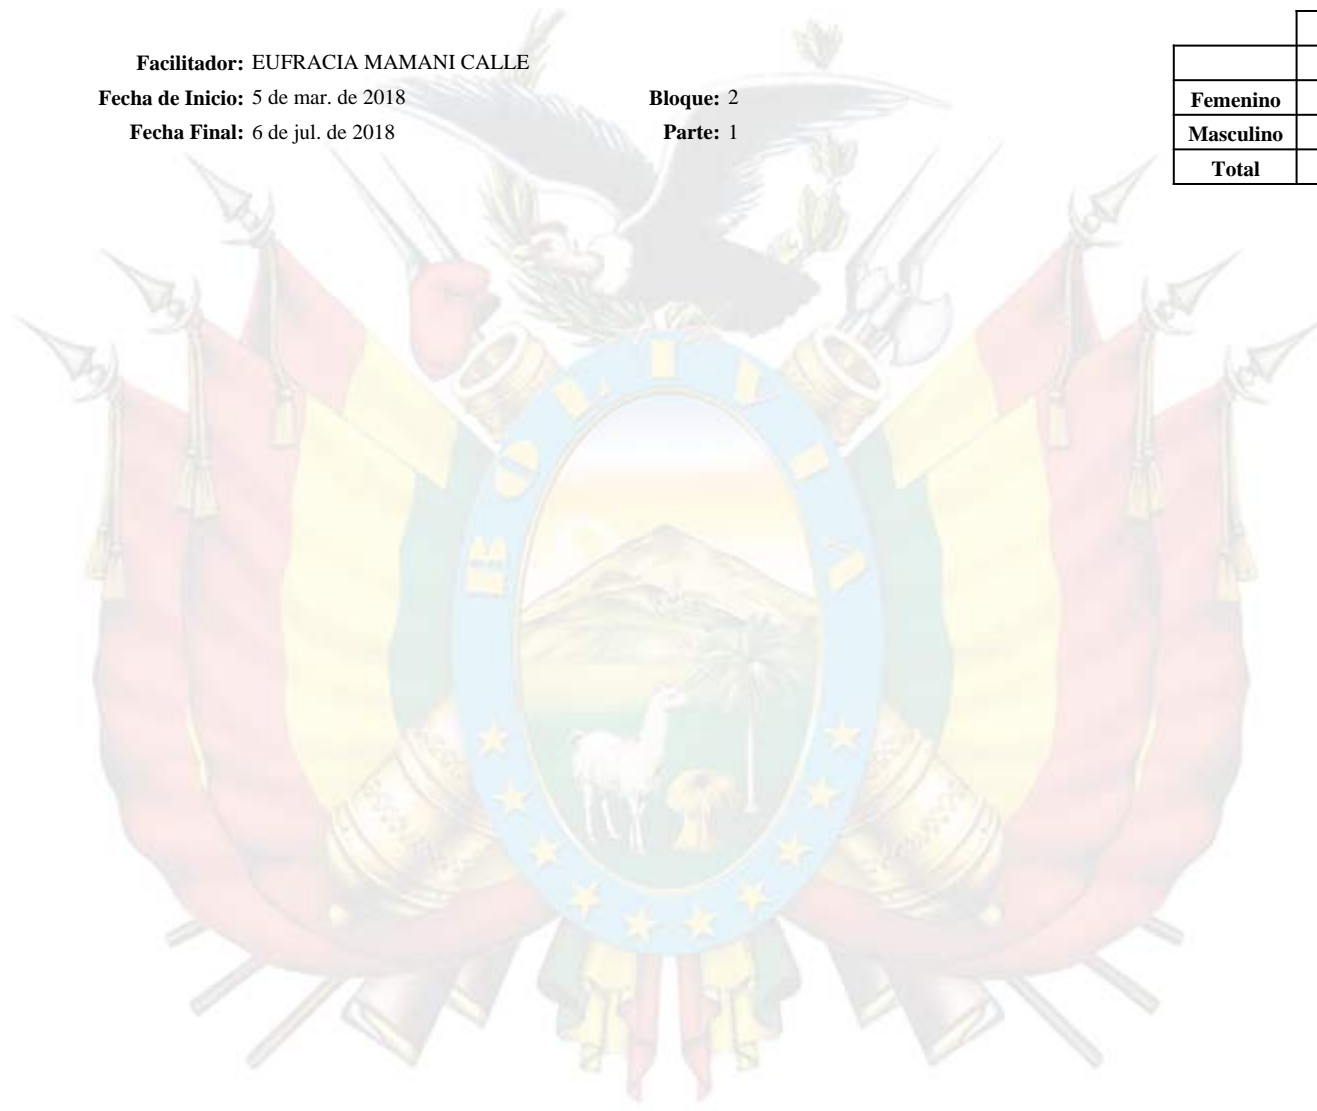 Facilitador: EUFRACIA MAMANI CALLE
Fecha de Inicio: 5 de mar. de 2018
Bloque: 2
Fecha Final: 6 de jul. de 2018
Parte: 1
Femenino
Masculino
Total
BOLIVIA